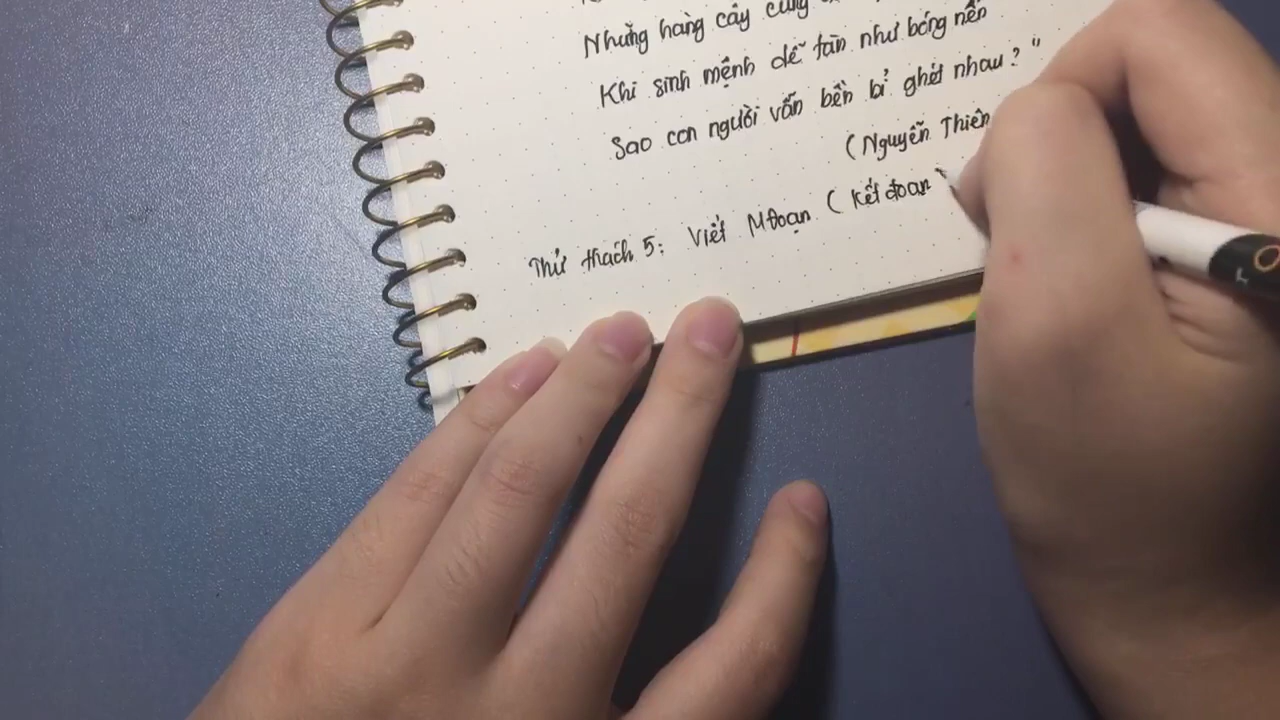 Những hàng cây cũng
Khi sinh mệnh dễ tàn như bóng nến
Sao con người vẫn bền bỉ ghét nhau? "
(Nguyễn Thiên
Thử thách 5: Viết Mđoạn ( Kết đoạn